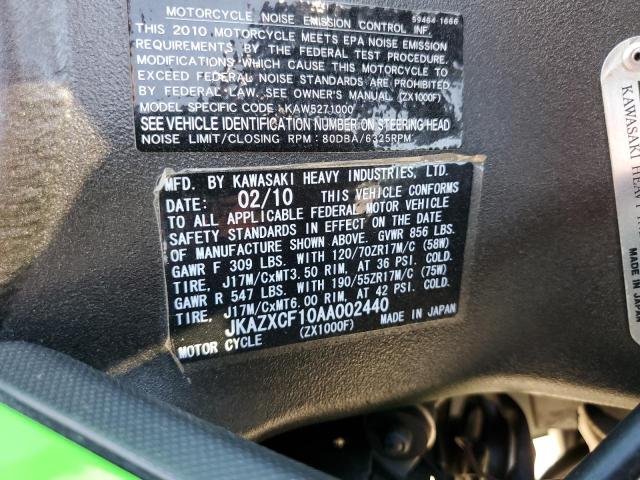 MOTORCYCLE NOISE EMISSION CONTROL INF. 59464-1666
THIS 2010 MOTORCYCLE MEETS EPA NOISE EMISSION
REQUIREMENTS BY THE FEDERAL TEST PROCEDURE.
MODIFICATIONS WHICH CAUSE THIS MOTORCYCLE TO
EXCEED FEDERAL NOISE STANDARDS ARE PROHIBITED
BY FEDERAL LAW. SEE OWNER'S MANUAL. (ZX1000F)
MODEL SPECIFIC CODE: KAW5271000
SEE VEHICLE IDENTIFICATION NUMBER ON STEERING HEAD
NOISE LIMIT/CLOSING RPM : 80DBA/6325RPM
MFD. BY KAWASAKI HEAVY INDUSTRIES, LTD.
DATE: 02/10 THIS VEHICLE CONFORMS
TO ALL APPLICABLE FEDERAL MOTOR VEHICLE
SAFETY STANDARDS IN EFFECT ON THE DATE
OF MANUFACTURE SHOWN ABOVE. GVWR 856 LBS.
GAWR F 309 LBS. WITH 120/70ZR17M/C (58W)
TIRE, J17M/CxMT3.50 RIM, AT 36 PSI COLD.
GAWR R 547 LBS. WITH 190/55ZR17M/C (75W)
TIRE, J17M/CxMT6.00 RIM, AT 42 PSI COLD.
JKAZXCF10AA002440
MOTOR CYCLE (ZX1000F) MADE IN JAPAN
KAWASAKI HEAVY
IN JAPAN